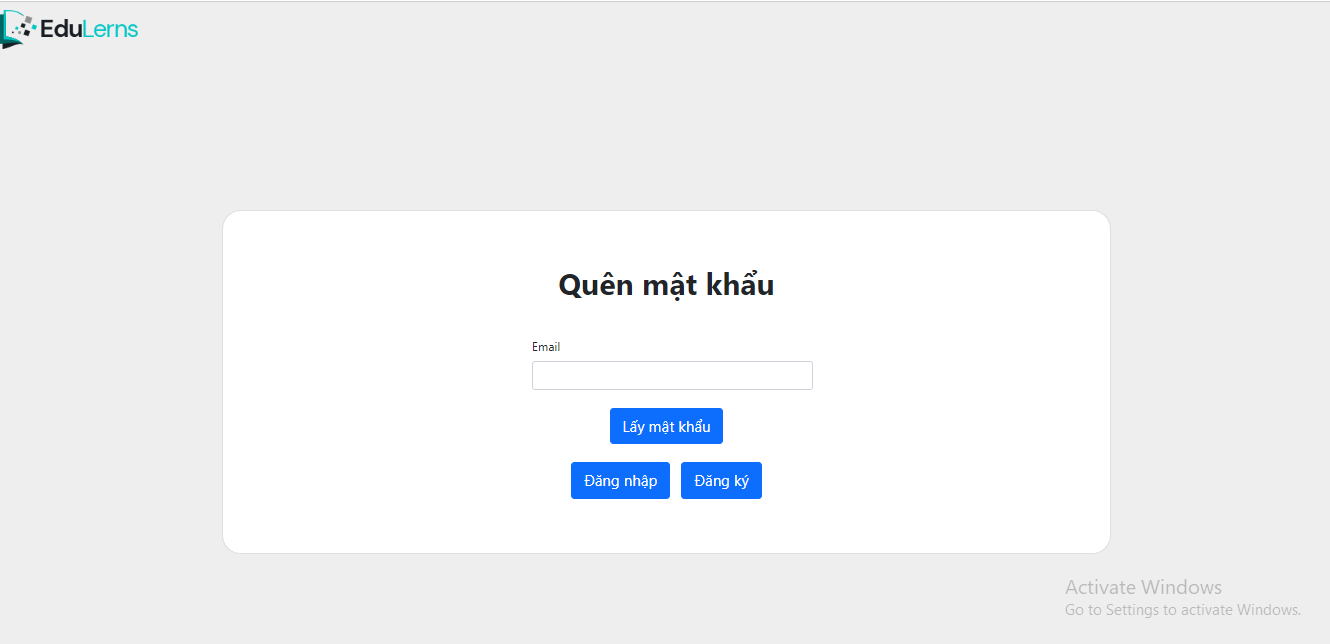 EduLerns
Quên mật khẩu
Email
Lấy mật khẩu
Đăng nhập Đăng ký
Activate Windows
Go to Settings to activate Windows.